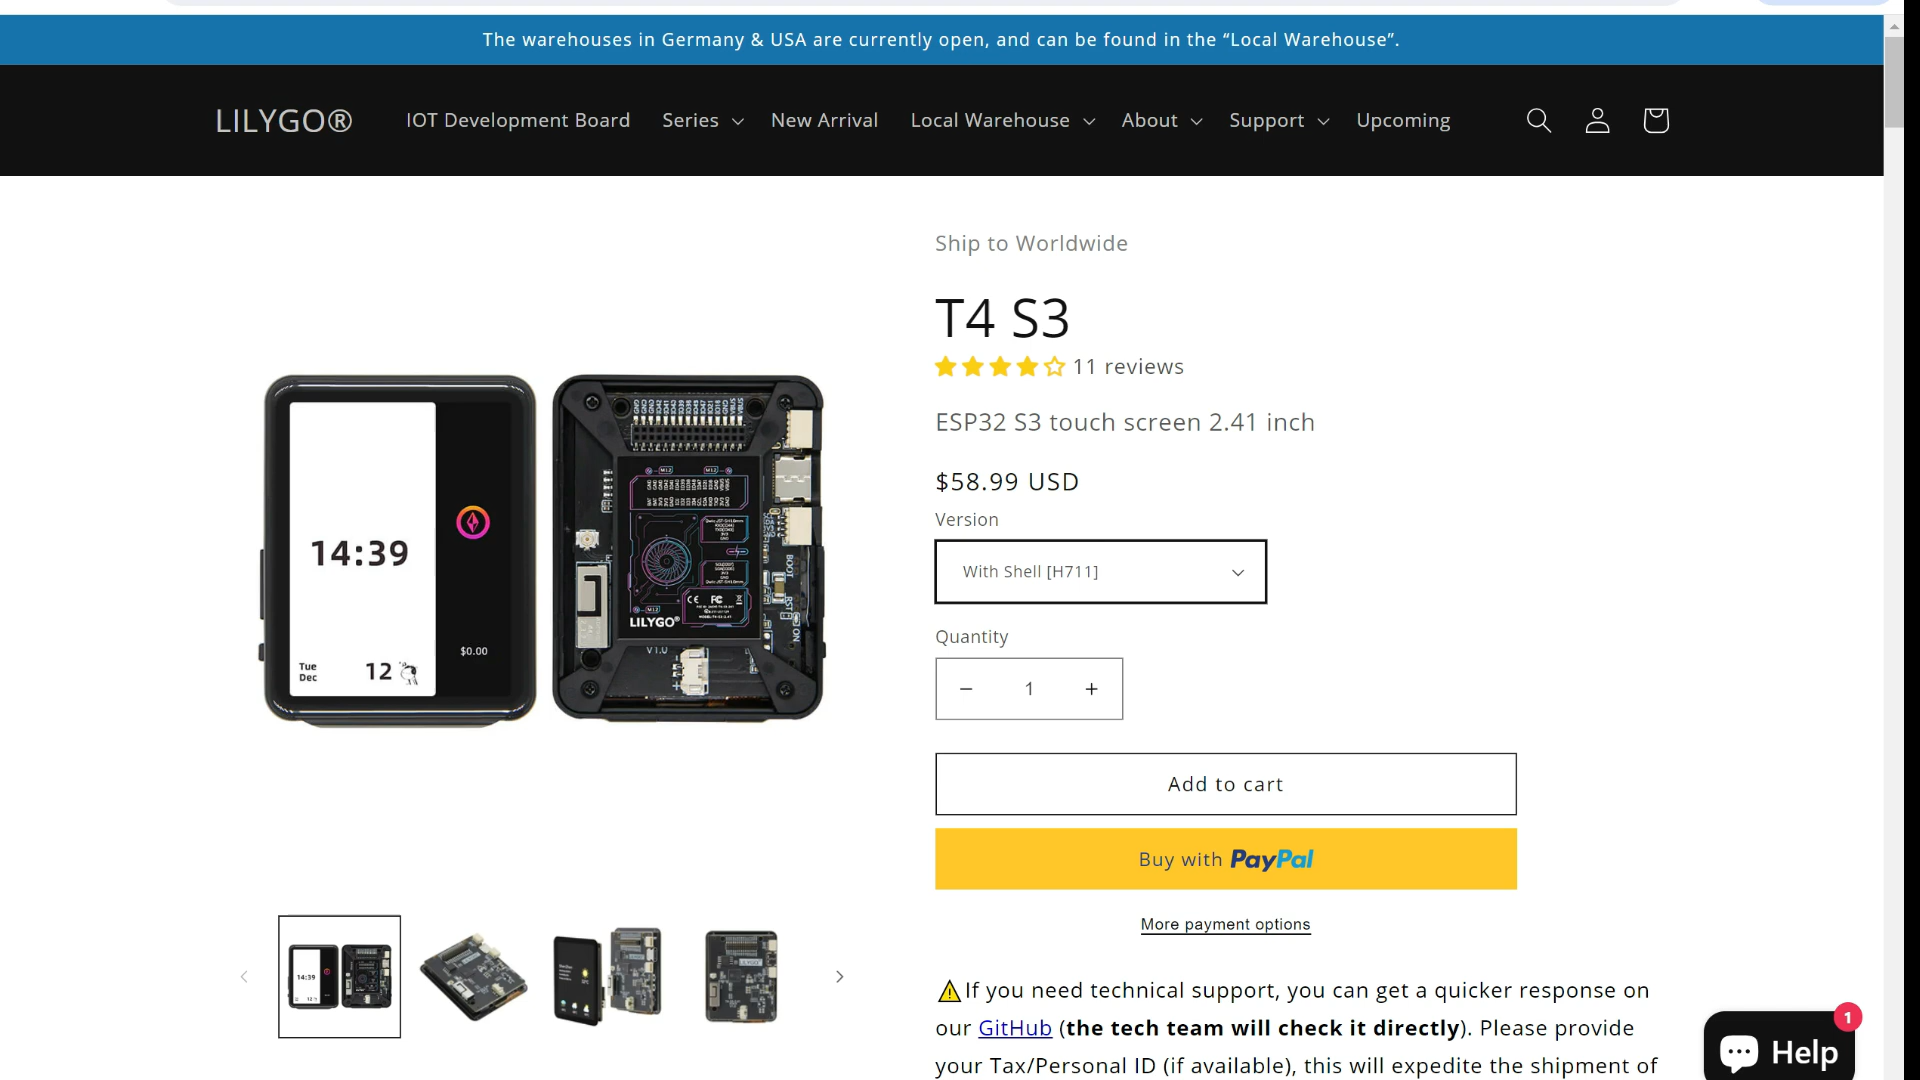 The warehouses in Germany & USA are currently open, and can be found in the “Local Warehouse”.
LILYGO® IOT Development Board Series New Arrival Local Warehouse About Support Upcoming
Ship to Worldwide
T4 S3
11 reviews
ESP32 S3 touch screen 2.41 inch
$58.99 USD
Version
With Shell [H711]
Quantity
− 1 +
Add to cart
Buy with PayPal
More payment options
⚠️If you need technical support, you can get a quicker response on
our GitHub (the tech team will check it directly). Please provide
your Tax/Personal ID (if available), this will expedite the shipment of
14:39
$0.00
Tue
Dec
12
LILYGO®
V1.0
BOOT
RST
ON
1
Help